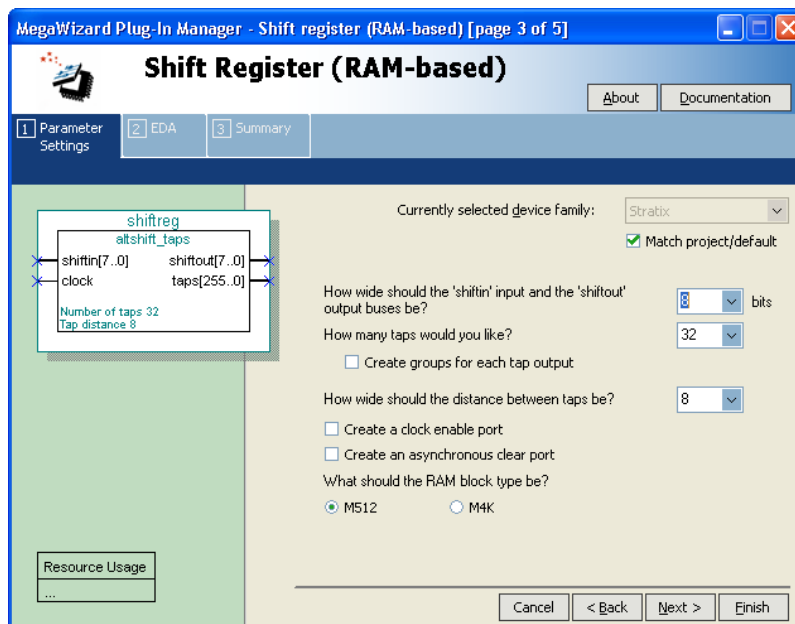 MegaWizard Plug-In Manager - Shift register (RAM-based) [page 3 of 5]
Shift Register (RAM-based)
About
Documentation
1 Parameter Settings
2 EDA
3 Summary
shiftreg
altshift_taps
shiftin[7..0] shiftout[7..0]
clock taps[255..0]
Number of taps 32
Tap distance 8
Resource Usage
...
Currently selected device family: Stratix
Match project/default
How wide should the 'shiftin' input and the 'shiftout'
output buses be? 8 bits
How many taps would you like? 32
Create groups for each tap output
How wide should the distance between taps be? 8
Create a clock enable port
Create an asynchronous clear port
What should the RAM block type be?
M512 M4K
Cancel < Back Next > Finish